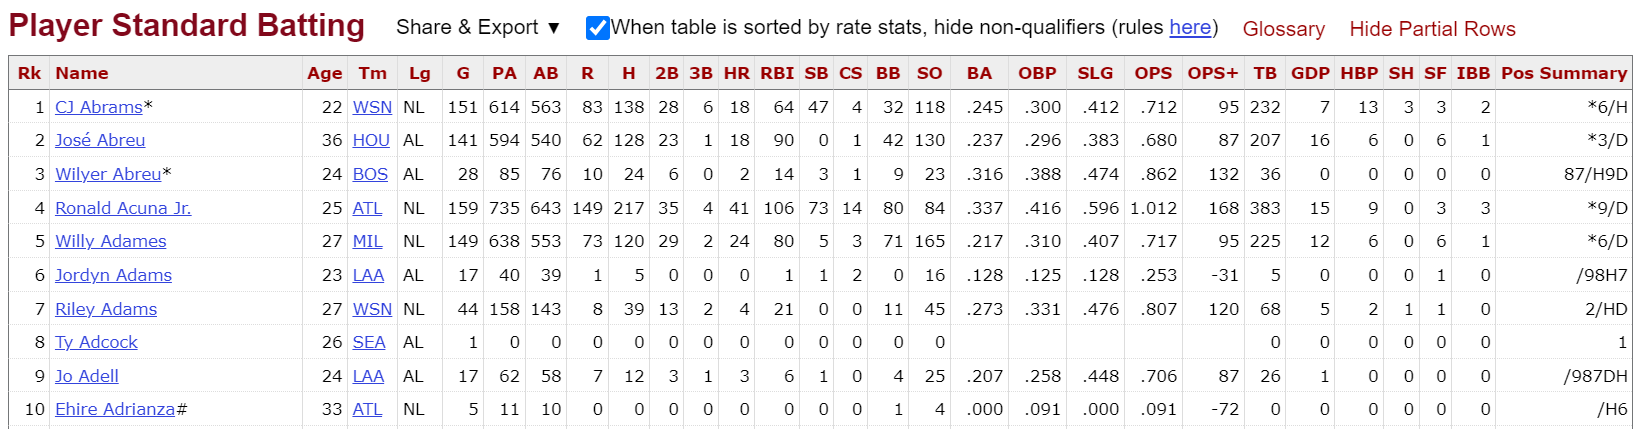 Player Standard Batting Share & Export ▼ When table is sorted by rate stats, hide non-qualifiers (rules here) Glossary Hide Partial Rows
Rk Name Age Tm Lg G PA AB R H 2B 3B HR RBI SB CS BB SO BA OBP SLG OPS OPS+ TB GDP HBP SH SF IBB Pos Summary
1 CJ Abrams* 22 WSN NL 151 614 563 83 138 28 6 18 64 47 4 32 118 .245 .300 .412 .712 95 232 7 13 3 3 2 *6/H
2 José Abreu 36 HOU AL 141 594 540 62 128 23 1 18 90 0 1 42 130 .237 .296 .383 .680 87 207 16 6 0 6 1 *3/D
3 Wilyer Abreu* 24 BOS AL 28 85 76 10 24 6 0 2 14 3 1 9 23 .316 .388 .474 .862 132 36 0 0 0 0 0 87/H9D
4 Ronald Acuna Jr. 25 ATL NL 159 735 643 149 217 35 4 41 106 73 14 80 84 .337 .416 .596 1.012 168 383 15 9 0 3 3 *9/D
5 Willy Adames 27 MIL NL 149 638 553 73 120 29 2 24 80 5 3 71 165 .217 .310 .407 .717 95 225 12 6 0 6 1 *6/D
6 Jordyn Adams 23 LAA AL 17 40 39 1 5 0 0 0 1 1 2 0 16 .128 .125 .128 .253 -31 5 0 0 0 1 0 /98H7
7 Riley Adams 27 WSN NL 44 158 143 8 39 13 2 4 21 0 0 11 45 .273 .331 .476 .807 120 68 5 2 1 1 0 2/HD
8 Ty Adcock 26 SEA AL 1 0 0 0 0 0 0 0 0 0 0 0 0 0 0 0 0 0 0 1
9 Jo Adell 24 LAA AL 17 62 58 7 12 3 1 3 6 1 0 4 25 .207 .258 .448 .706 87 26 1 0 0 0 0 /987DH
10 Ehire Adrianza# 33 ATL NL 5 11 10 0 0 0 0 0 0 0 0 1 4 .000 .091 .000 .091 -72 0 0 0 0 0 0 /H6